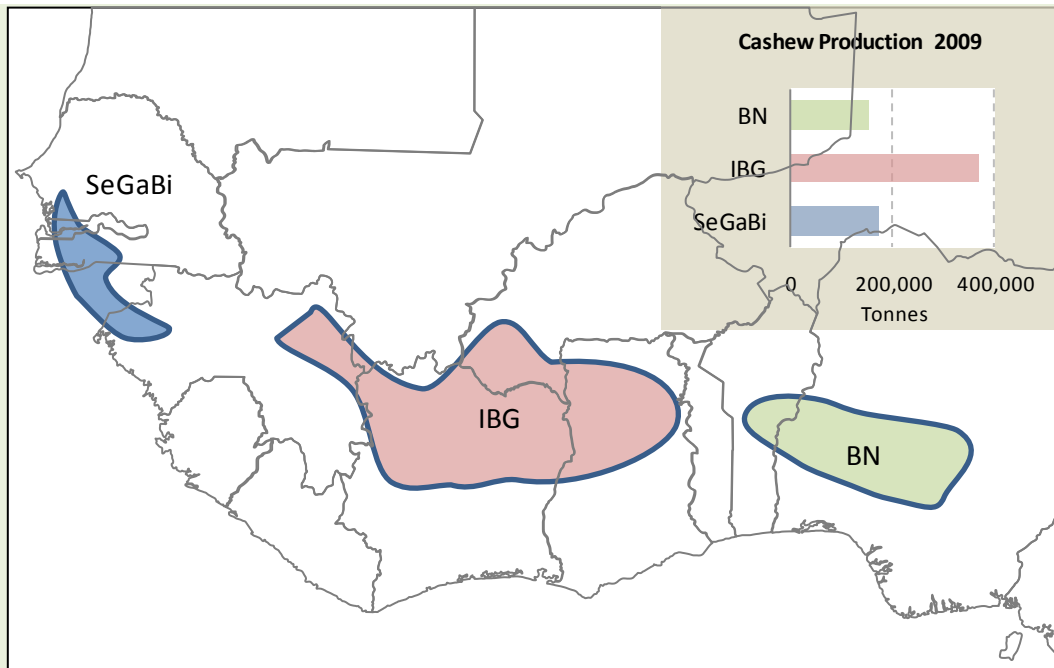 Cashew Production 2009
BN
IBG
SeGaBi
0
200,000
400,000
Tonnes
SeGaBi
IBG
BN